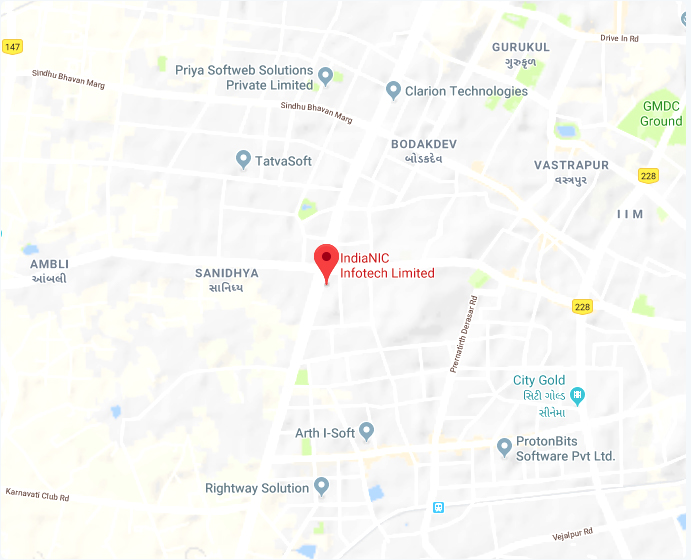 Drive In Rd
GURUKUL
ગુરુકૂળ
147
Priya Softweb Solutions
Private Limited
Sindhu Bhavan Marg
Clarion Technologies
Sindhu Bhavan Marg
GMDC
Ground
BODAKDEV
બોડકદેવ
TatvaSoft
VASTRAPUR
વસ્ત્રપુર
228
I I M
IndiaNIC
Infotech Limited
AMBLI
આંબલી
SANIDHYA
સાનિધ્ય
228
Prernatirth Derasar Rd
City Gold
સિટી ગોલ્ડ
સીનેમા
Arth I-Soft
ProtonBits
Software Pvt Ltd.
Rightway Solution
Karnavati Club Rd
Vejalpur Rd